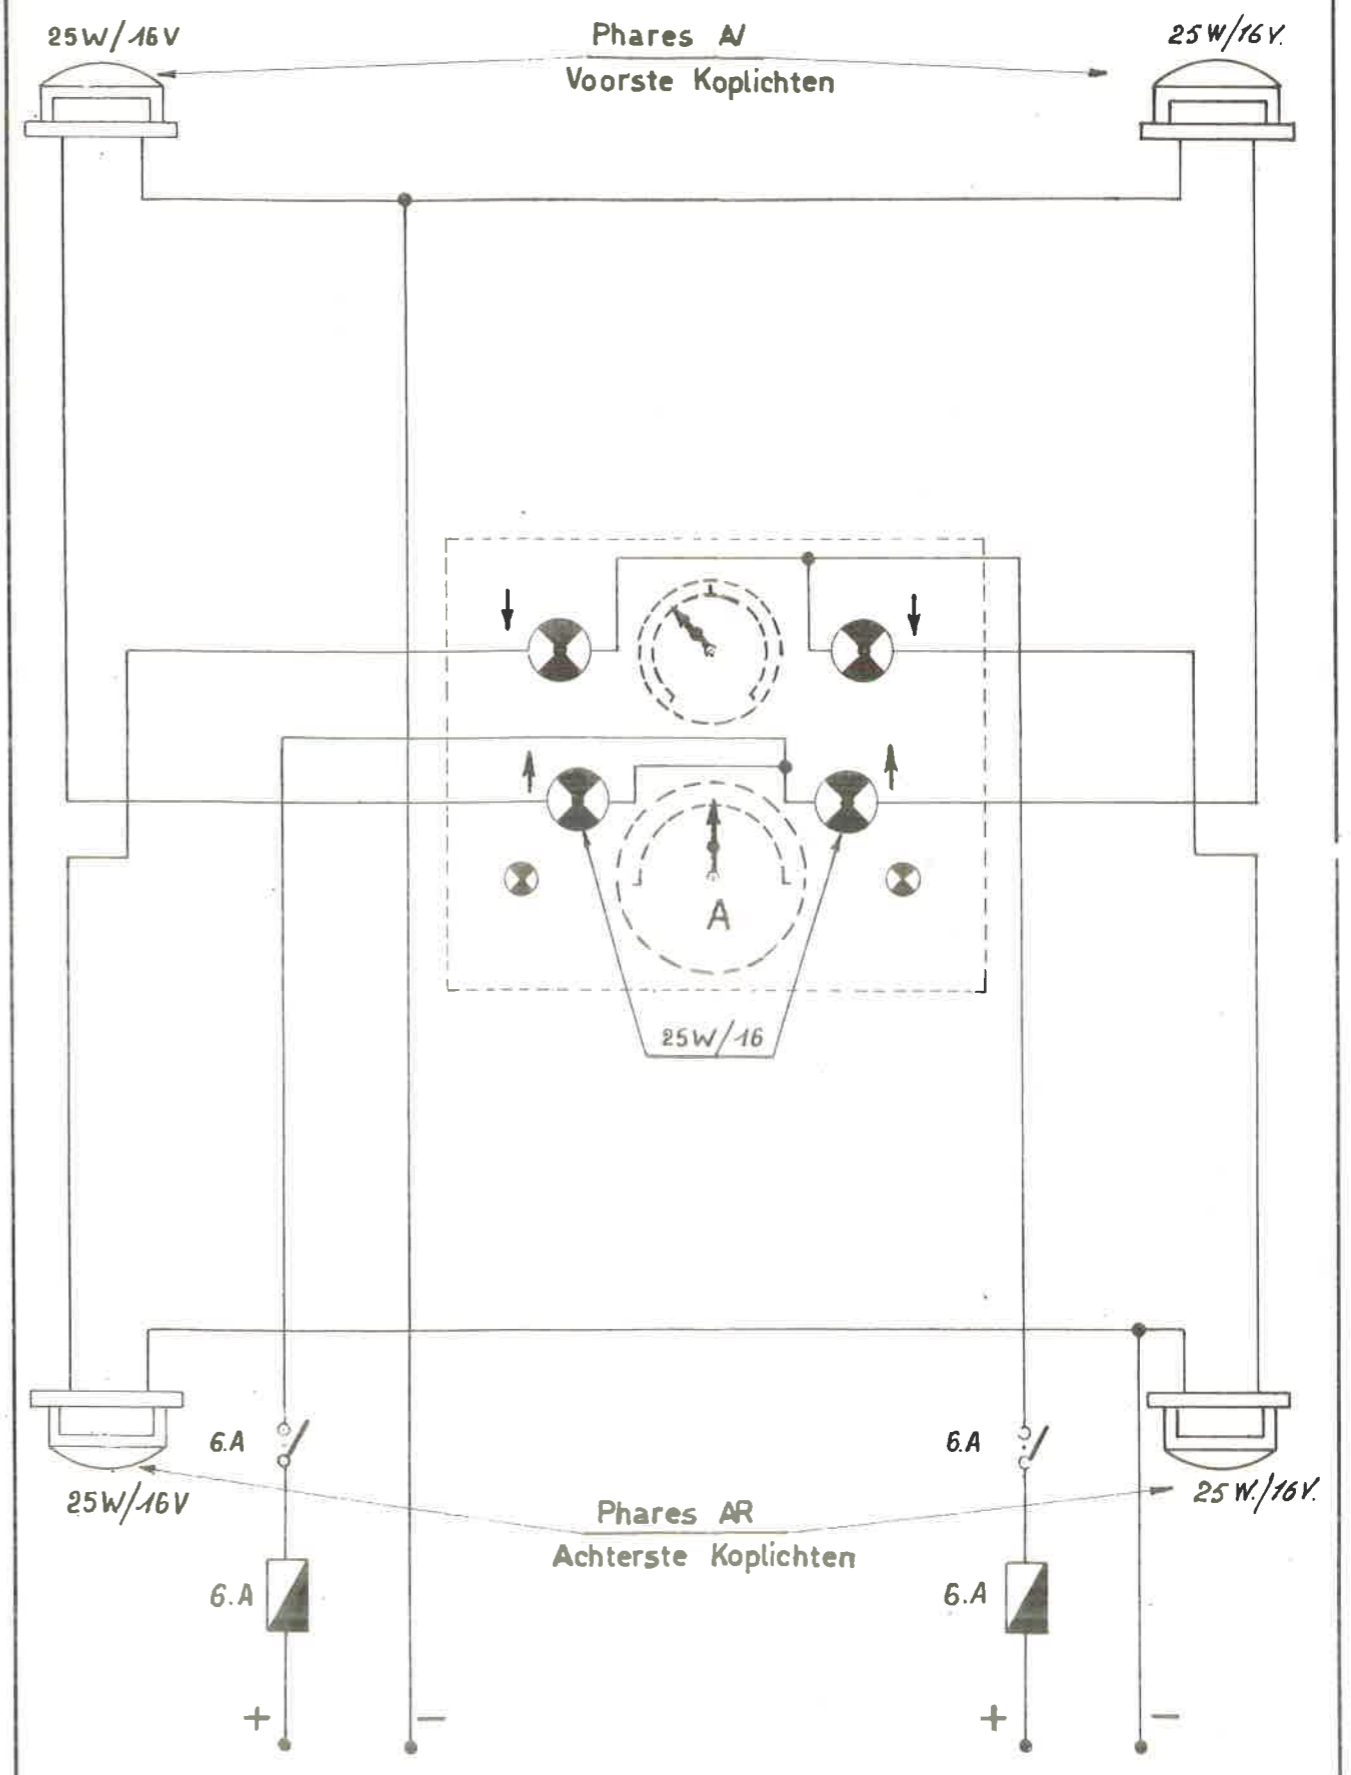 25W/16V
Phares AV
25W/16V.
Voorste Koplichten
A
25W/16
6.A
6.A
25W/16V
25W./16V.
Phares AR
Achterste Koplichten
6.A
6.A
+
—
+
—